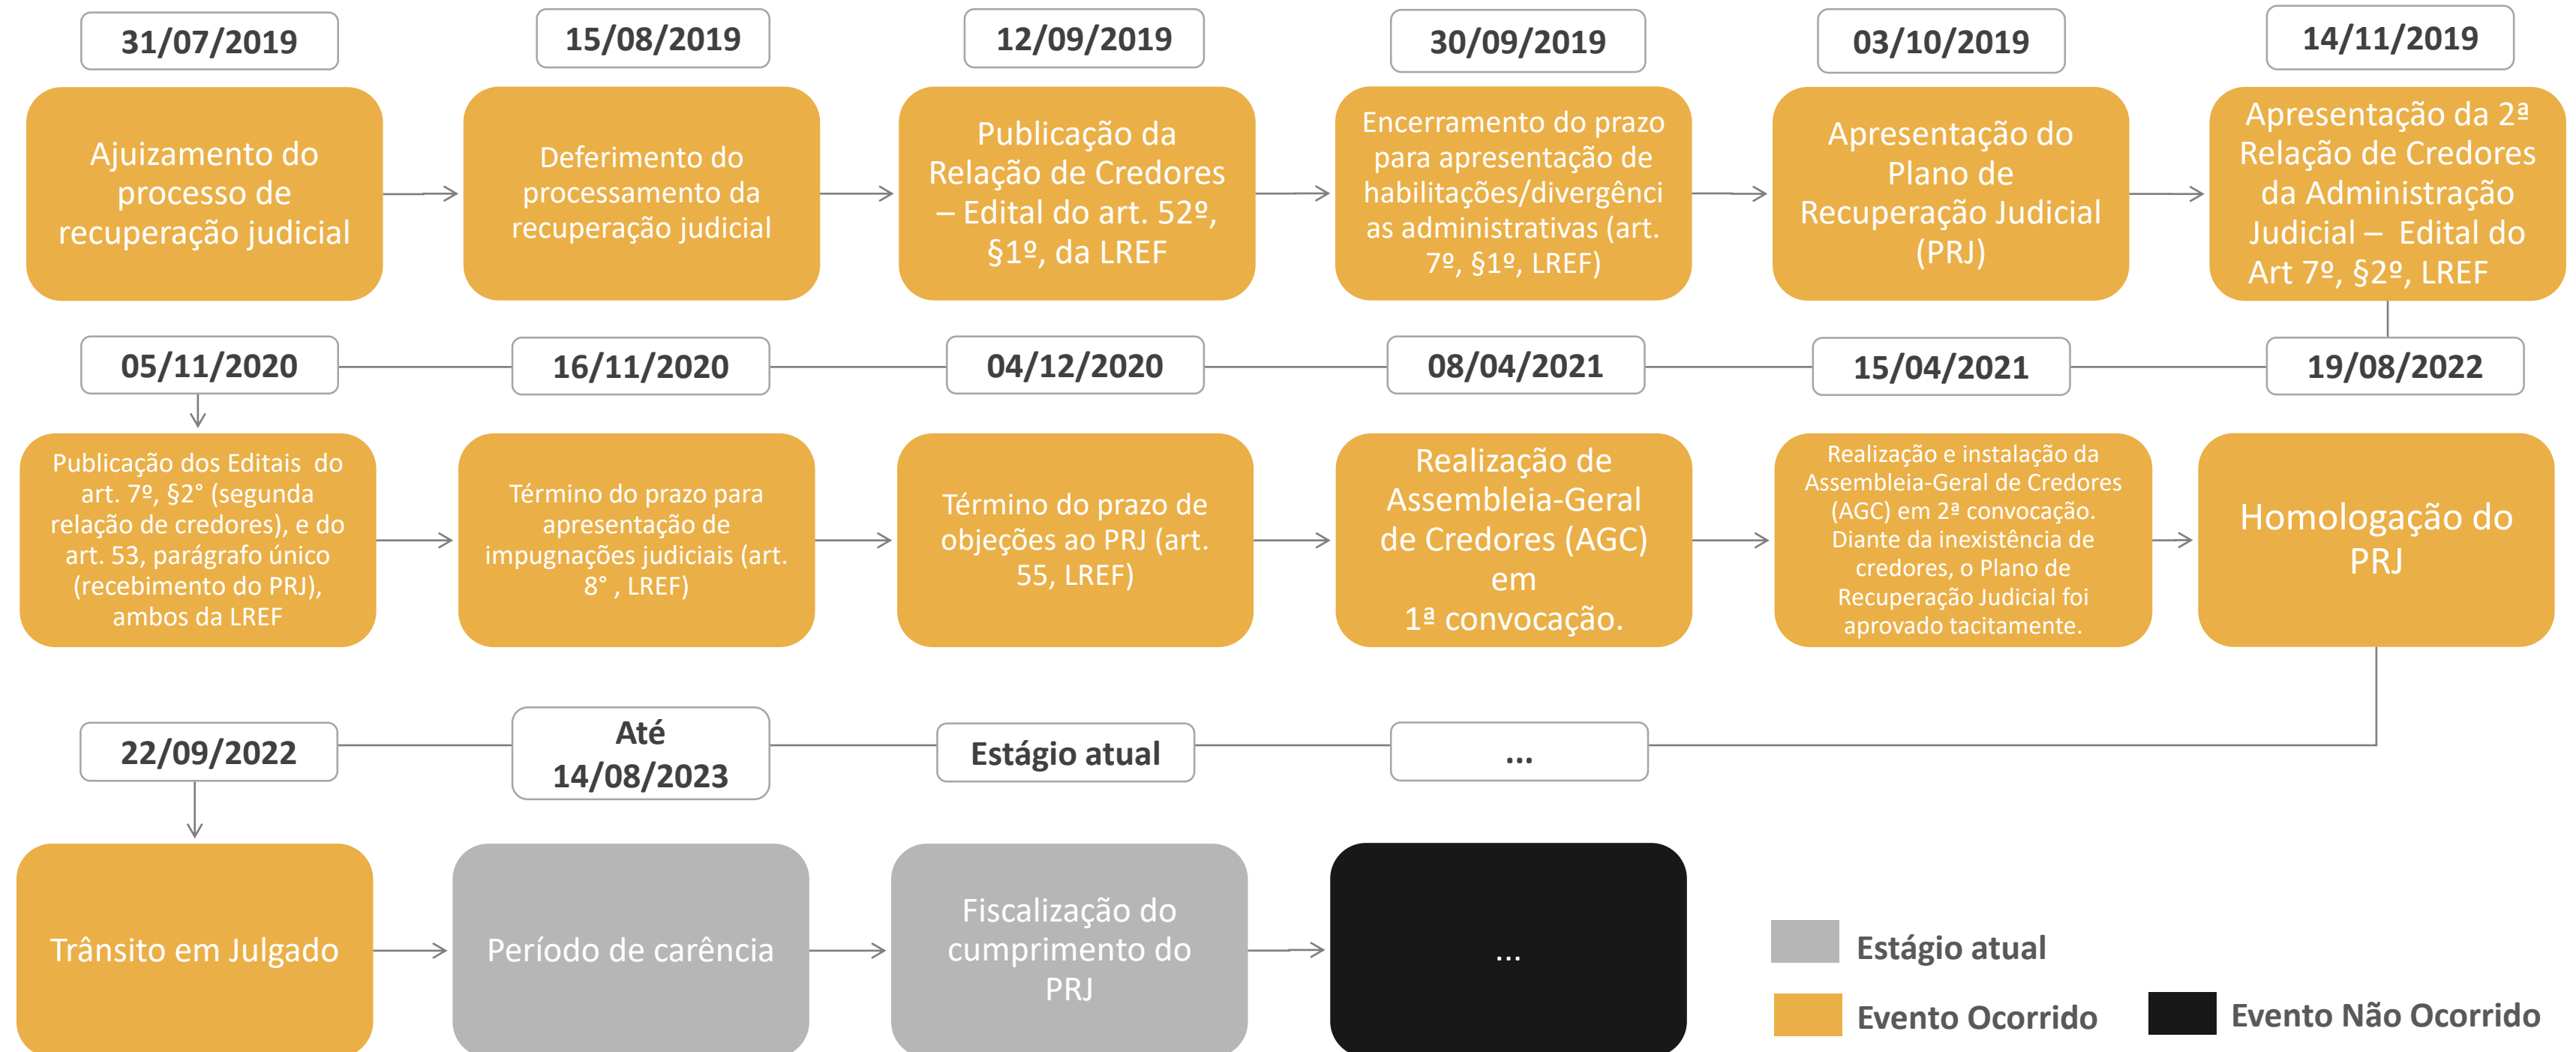 31/07/2019
15/08/2019
12/09/2019
30/09/2019
03/10/2019
14/11/2019
Ajuizamento do
processo de
recuperação judicial
Deferimento do
processamento da
recuperação judicial
Publicação da
Relação de Credores
– Edital do art. 52º,
§1º, da LREF
Encerramento do prazo
para apresentação de
habilitações/divergênci
as administrativas (art.
7º, §1º, LREF)
Apresentação do
Plano de
Recuperação Judicial
(PRJ)
Apresentação da 2ª
Relação de Credores
da Administração
Judicial – Edital do
Art 7º, §2º, LREF
05/11/2020
16/11/2020
04/12/2020
08/04/2021
15/04/2021
19/08/2022
Publicação dos Editais do
art. 7º, §2° (segunda
relação de credores), e do
art. 53, parágrafo único
(recebimento do PRJ),
ambos da LREF
Término do prazo para
apresentação de
impugnações judiciais (art.
8° , LREF)
Término do prazo de
objeções ao PRJ (art.
55, LREF)
Realização de
Assembleia-Geral
de Credores (AGC)
em
1ª convocação.
Realização e instalação da
Assembleia-Geral de Credores
(AGC) em 2ª convocação.
Diante da inexistência de
credores, o Plano de
Recuperação Judicial foi
aprovado tacitamente.
Homologação do
PRJ
22/09/2022
Até
14/08/2023
Estágio atual
...
Trânsito em Julgado
Período de carência
Fiscalização do
cumprimento do
PRJ
...
Estágio atual
Evento Ocorrido
Evento Não Ocorrido